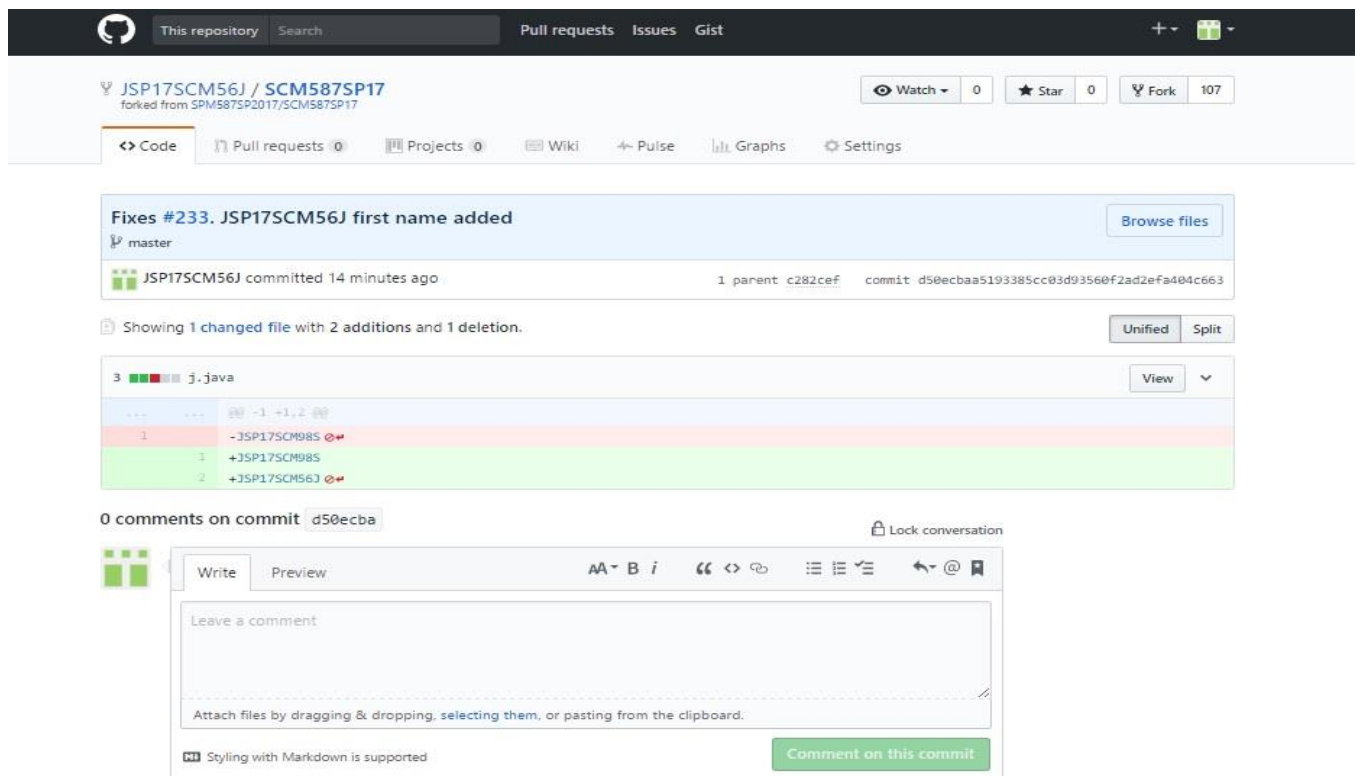 This repository Search Pull requests Issues Gist
JSP17SCM56J / SCM587SP17 Watch 0 Star 0 Fork 107
forked from SPM587SP2017/SCM587SP17
<> Code Pull requests 0 Projects 0 Wiki Pulse Graphs Settings
Fixes #233. JSP17SCM56J first name added Browse files
master
JSP17SCM56J committed 14 minutes ago 1 parent c282cef commit d50ecbaa5193385cc03d93560f2ad2efa404c663
Showing 1 changed file with 2 additions and 1 deletion. Unified Split
3 j.java View
... ... @@ -1 +1,2 @@
1 -JSP17SCM98S
1 +JSP17SCM98S
2 +JSP17SCM56J
0 comments on commit d50ecba
Lock conversation
Write Preview AA B i “ <> @
Leave a comment
Attach files by dragging & dropping, selecting them, or pasting from the clipboard.
Styling with Markdown is supported Comment on this commit